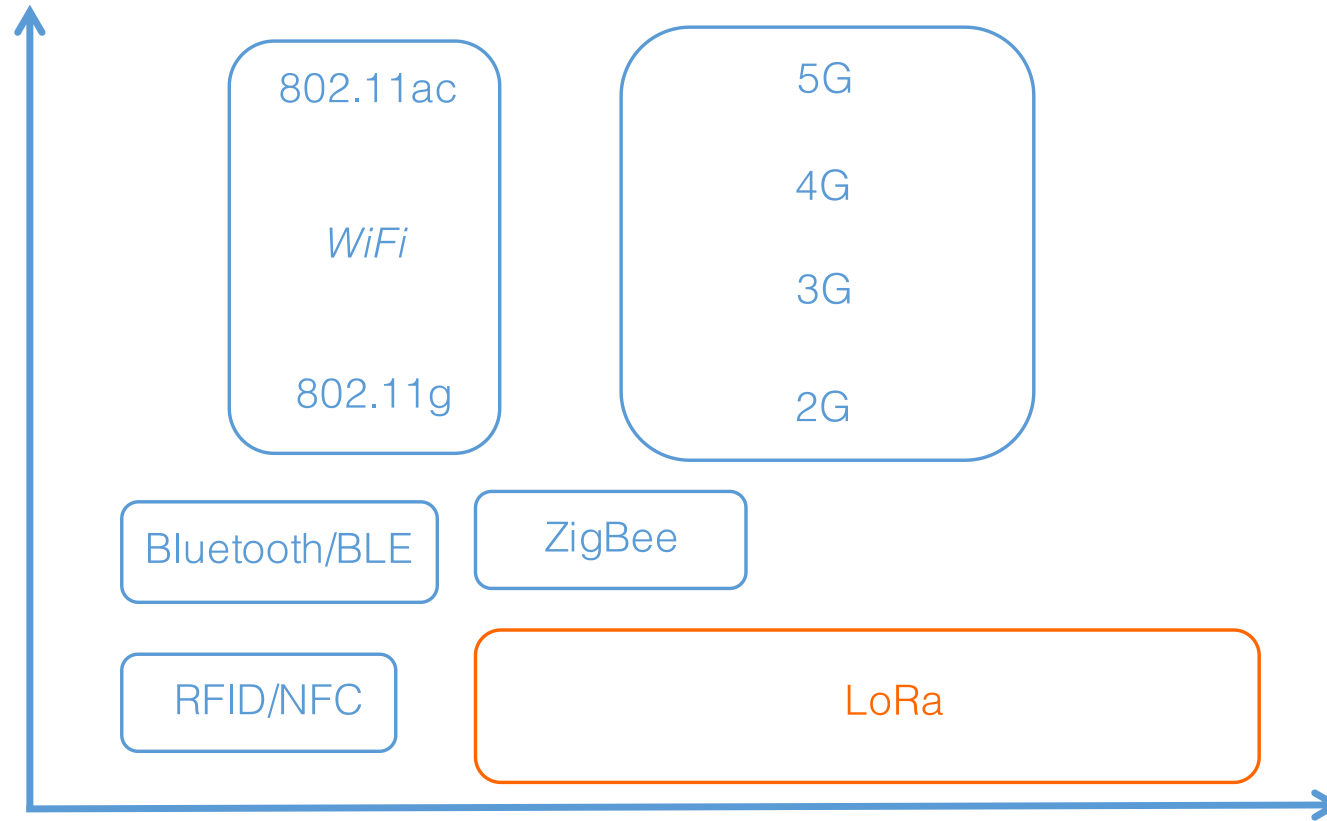 802.11ac
WiFi
802.11g
5G
4G
3G
2G
Bluetooth/BLE
ZigBee
RFID/NFC
LoRa